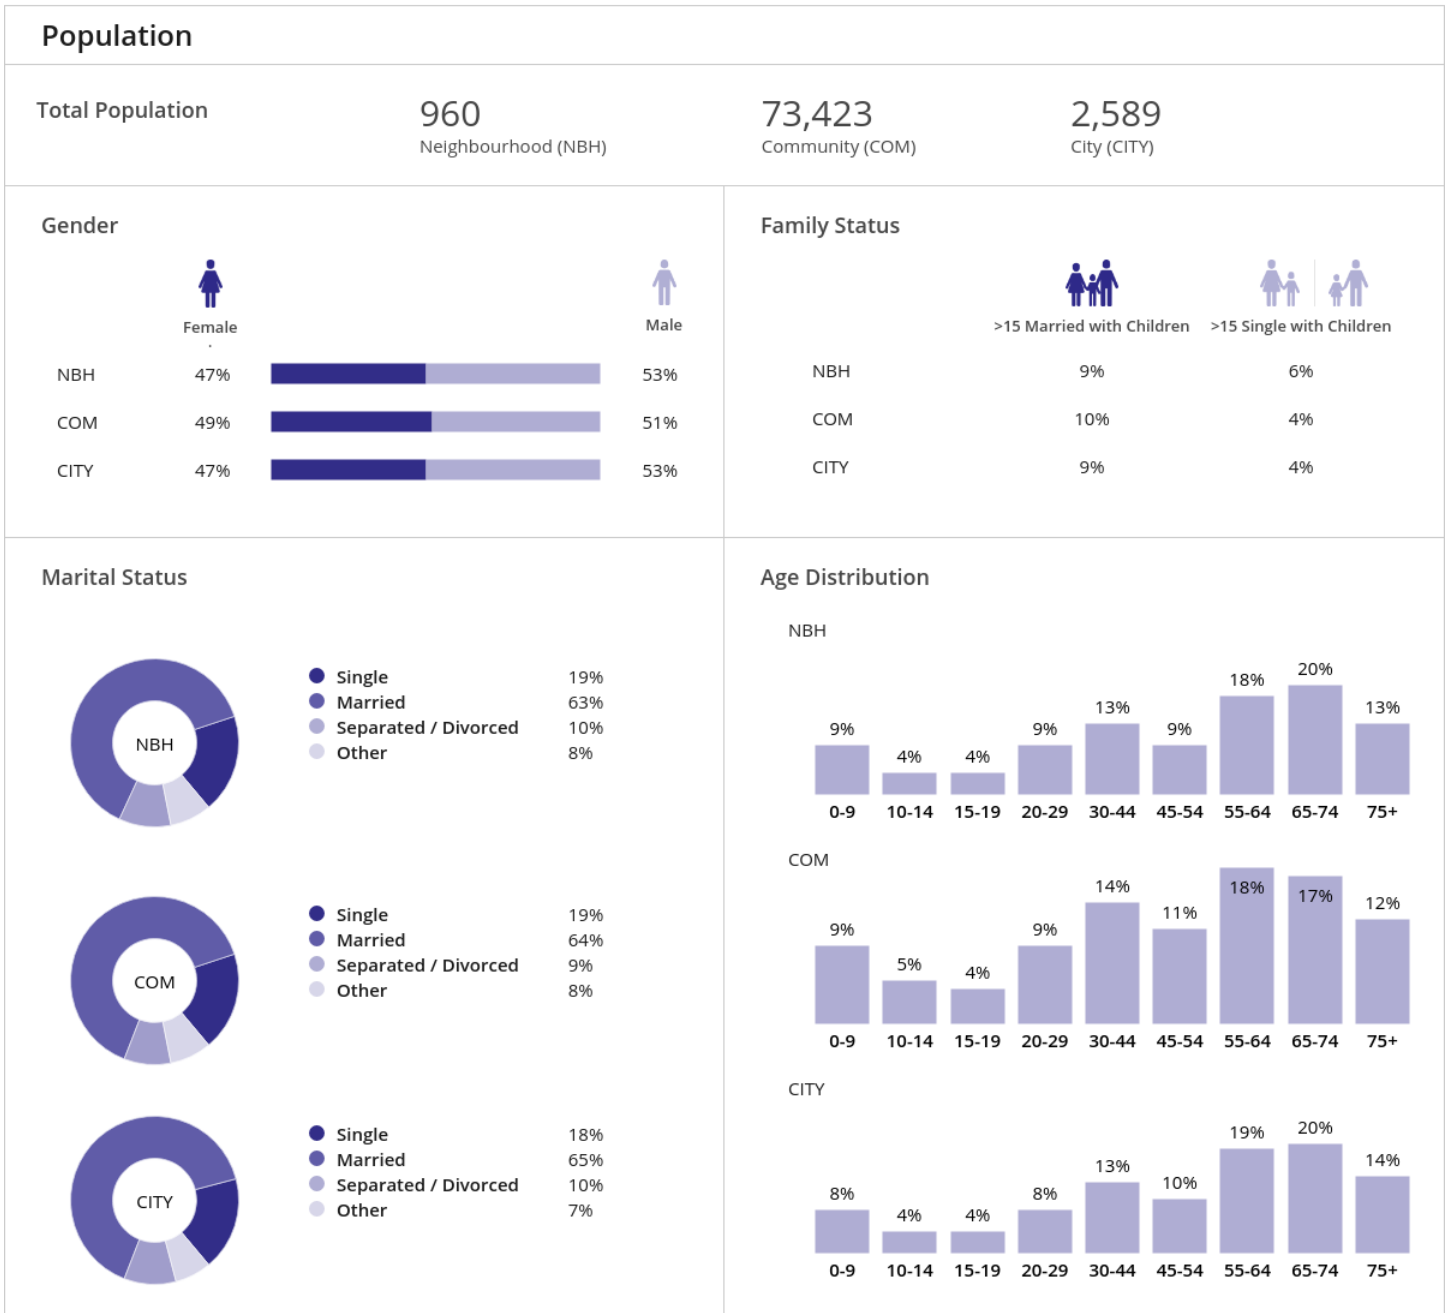 Population
Total Population
960
Neighbourhood (NBH)
73,423
Community (COM)
2,589
City (CITY)
Gender
Female
.
Male
NBH 47% 53%
COM 49% 51%
CITY 47% 53%
Family Status
>15 Married with Children >15 Single with Children
NBH 9% 6%
COM 10% 4%
CITY 9% 4%
Marital Status
NBH
Single 19%
Married 63%
Separated / Divorced 10%
Other 8%
COM
Single 19%
Married 64%
Separated / Divorced 9%
Other 8%
CITY
Single 18%
Married 65%
Separated / Divorced 10%
Other 7%
Age Distribution
NBH
9% 4% 4% 9% 13% 9% 18% 20% 13%
0-9 10-14 15-19 20-29 30-44 45-54 55-64 65-74 75+
COM
9% 5% 4% 9% 14% 11% 18% 17% 12%
0-9 10-14 15-19 20-29 30-44 45-54 55-64 65-74 75+
CITY
8% 4% 4% 8% 13% 10% 19% 20% 14%
0-9 10-14 15-19 20-29 30-44 45-54 55-64 65-74 75+